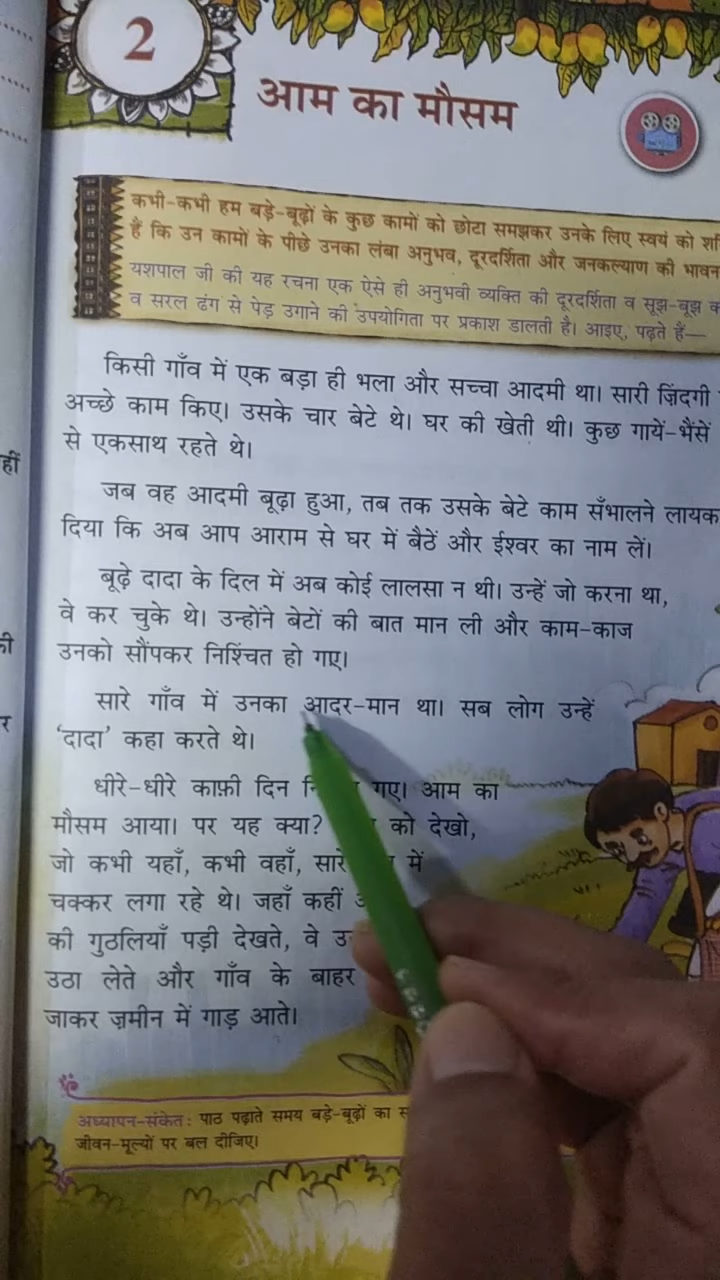 2
आम का मौसम
कभी-कभी हम बड़े-बूढ़ों के कुछ कामों को छोटा समझकर उनके लिए स्वयं को
हैं कि उन कामों के पीछे उनका लंबा अनुभव, दूरदर्शिता और जनकल्याण की
यशपाल जी की यह रचना एक ऐसे ही अनुभवी व्यक्ति की दूरदर्शिता व सूझ-बूझ
व सरल ढंग से पेड़ उगाने की उपयोगिता पर प्रकाश डालती है। आइए, पढ़ते हैं—
किसी गाँव में एक बड़ा ही भला और सच्चा आदमी था। सारी ज़िंदगी
अच्छे काम किए। उसके चार बेटे थे। घर की खेती थी। कुछ गायें-भैंसें
से एकसाथ रहते थे।
जब वह आदमी बूढ़ा हुआ, तब तक उसके बेटे काम सँभालने लायक
दिया कि अब आप आराम से घर में बैठें और ईश्वर का नाम लें।
बूढ़े दादा के दिल में अब कोई लालसा न थी। उन्हें जो करना था,
वे कर चुके थे। उन्होंने बेटों की बात मान ली और काम-काज
उनको सौंपकर निश्चिंत हो गए।
सारे गाँव में उनका आदर-मान था। सब लोग उन्हें
‘दादा’ कहा करते थे।
धीरे-धीरे काफ़ी दिन गए। आम का
मौसम आया। पर यह क्या? को देखो,
जो कभी यहाँ, कभी वहाँ, सारे में
चक्कर लगा रहे थे। जहाँ कहीं
की गुठलियाँ पड़ी देखते, वे
उठा लेते और गाँव के बाहर
जाकर ज़मीन में गाड़ आते।
अध्यापन-संकेत: पाठ पढ़ाते समय बड़े-बूढ़ों का
जीवन-मूल्यों पर बल दीजिए।